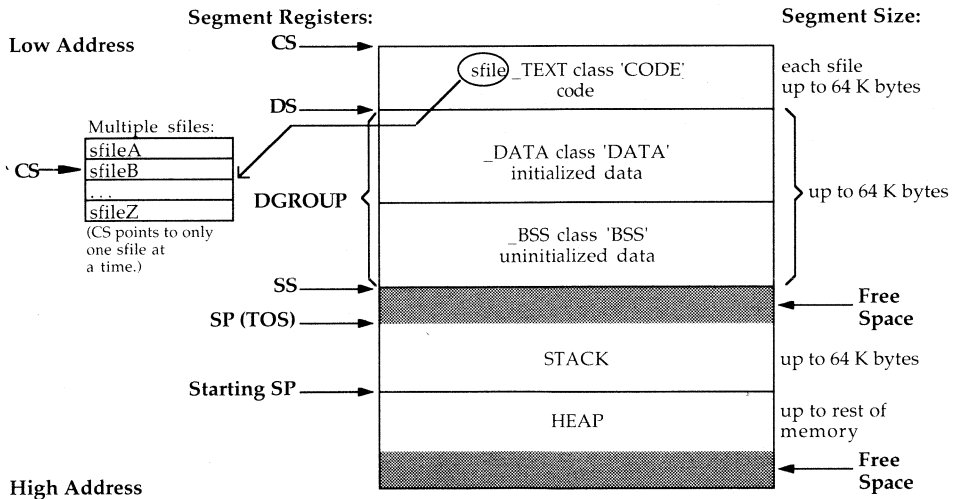 Segment Registers:
Segment Size:
Low Address
CS
sfile_TEXT class 'CODE'
code
each sfile
up to 64 K bytes
DS
Multiple sfiles:
sfileA
sfileB
...
sfileZ
CS
(CS points to only
one sfile at
a time.)
DGROUP
_DATA class 'DATA'
initialized data
up to 64 K bytes
_BSS class 'BSS'
uninitialized data
SS
Free
Space
SP (TOS)
STACK
up to 64 K bytes
Starting SP
HEAP
up to rest of
memory
Free
Space
High Address